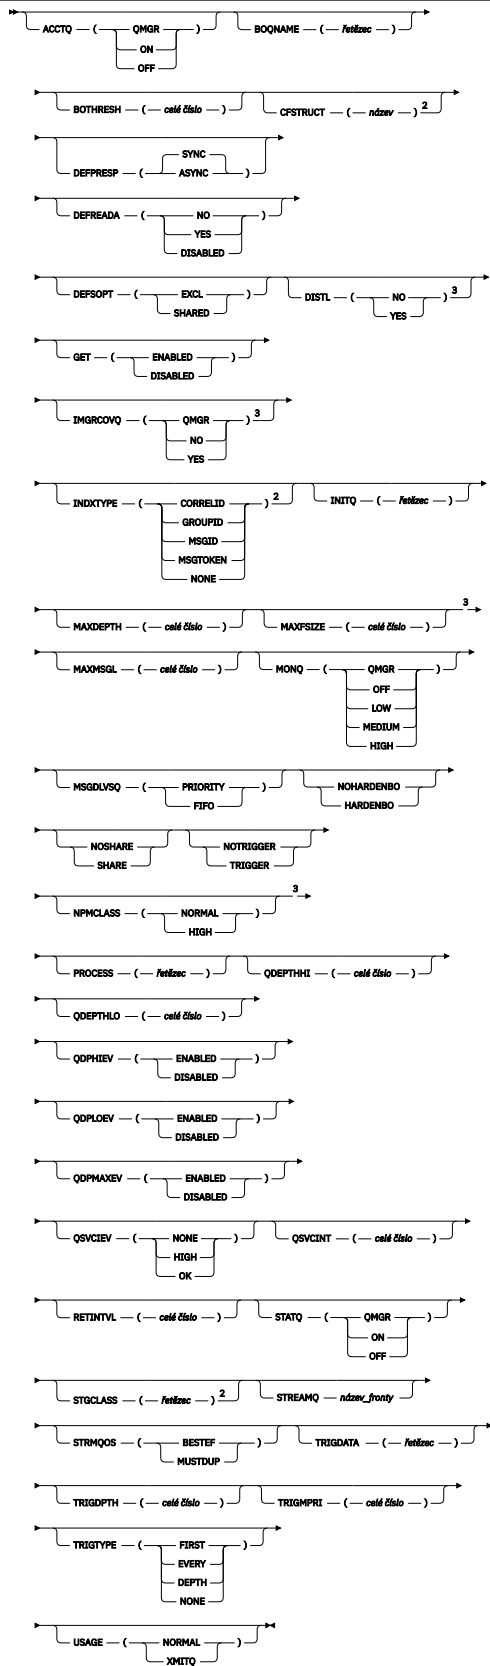 ACCTQ ( QMGR ) BOQNAME ( řetězec )
ON
OFF
BOTHRESH ( celé číslo ) CFSTRUCT ( název ) 2
SYNC
DEFPRESP ( ASYNC )
DEFREADA ( NO )
YES
DISABLED
DEFSOPT ( EXCL ) DISTL ( NO ) 3
SHARED YES
GET ( ENABLED )
DISABLED
IMGRCOVQ ( QMGR ) 3
NO
YES
INDXTYPE ( CORRELID ) 2 INITQ ( řetězec )
GROUPID
MSGID
MSGTOKEN
NONE
MAXDEPTH ( celé číslo ) MAXFSIZE ( celé číslo ) 3
MAXMSGL ( celé číslo ) MONQ ( QMGR )
OFF
LOW
MEDIUM
HIGH
MSGDLVSQ ( PRIORITY ) NOHARDENBO
FIFO HARDENBO
NOSHARE NOTRIGGER
SHARE TRIGGER
NPMCLASS ( NORMAL ) 3
HIGH
PROCESS ( řetězec ) QDEPTHHI ( celé číslo )
QDEPTHLO ( celé číslo )
QDPHIEV ( ENABLED )
DISABLED
QDPLOEV ( ENABLED )
DISABLED
QDPMAXEV ( ENABLED )
DISABLED
QSVCIEV ( NONE ) QSVCINT ( celé číslo )
HIGH
OK
RETINTVL ( celé číslo ) STATQ ( QMGR )
ON
OFF
STGCLASS ( řetězec ) 2 STREAMQ název_fronty
STRMQOS ( BESTEF ) TRIGDATA ( řetězec )
MUSTDUP
TRIGDPTH ( celé číslo ) TRIGMPRI ( celé číslo )
TRIGTYPE ( FIRST )
EVERY
DEPTH
NONE
USAGE ( NORMAL )
XMITQ